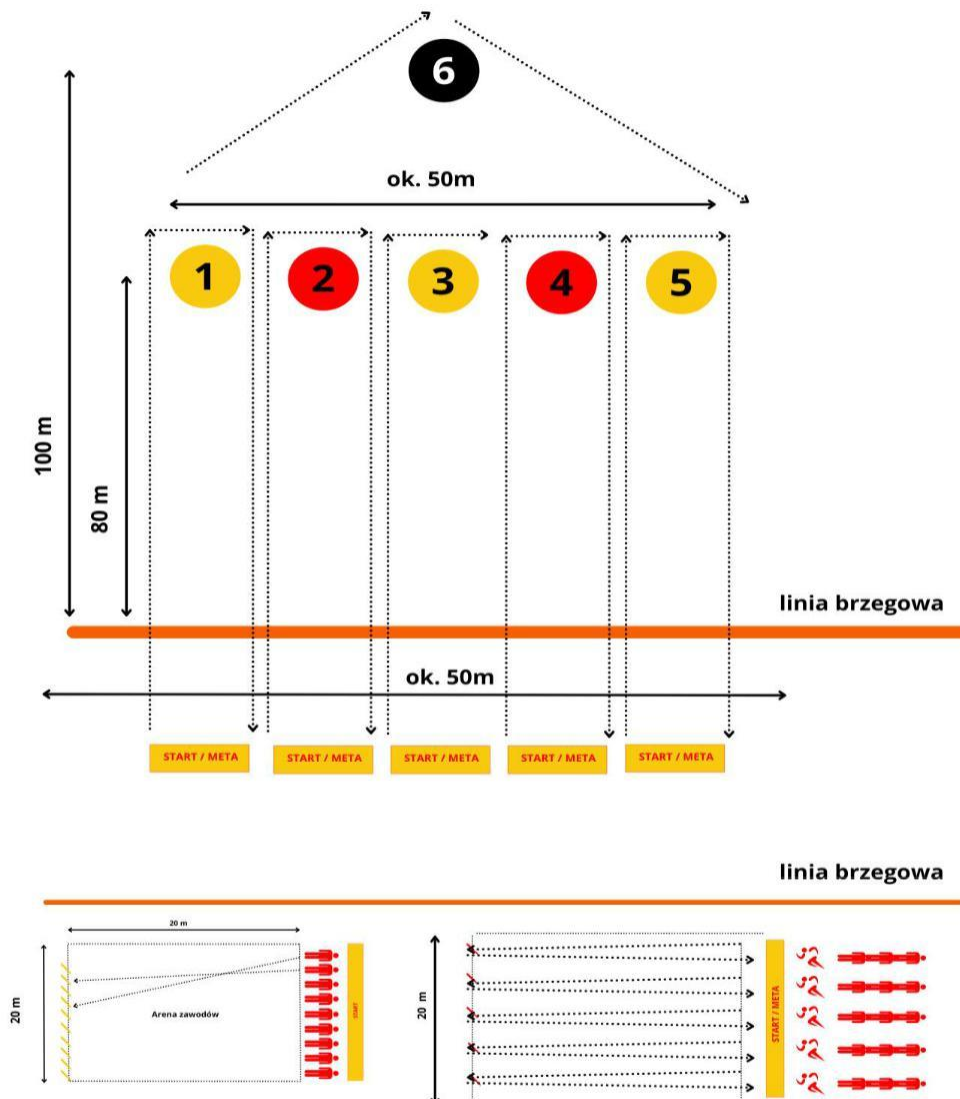 6
ok. 50m
1 2 3 4 5
100 m
80 m
linia brzegowa
ok. 50m
START / META START / META START / META START / META START / META
linia brzegowa
20 m
20 m
Arena zawodów
START
20 m
START / META